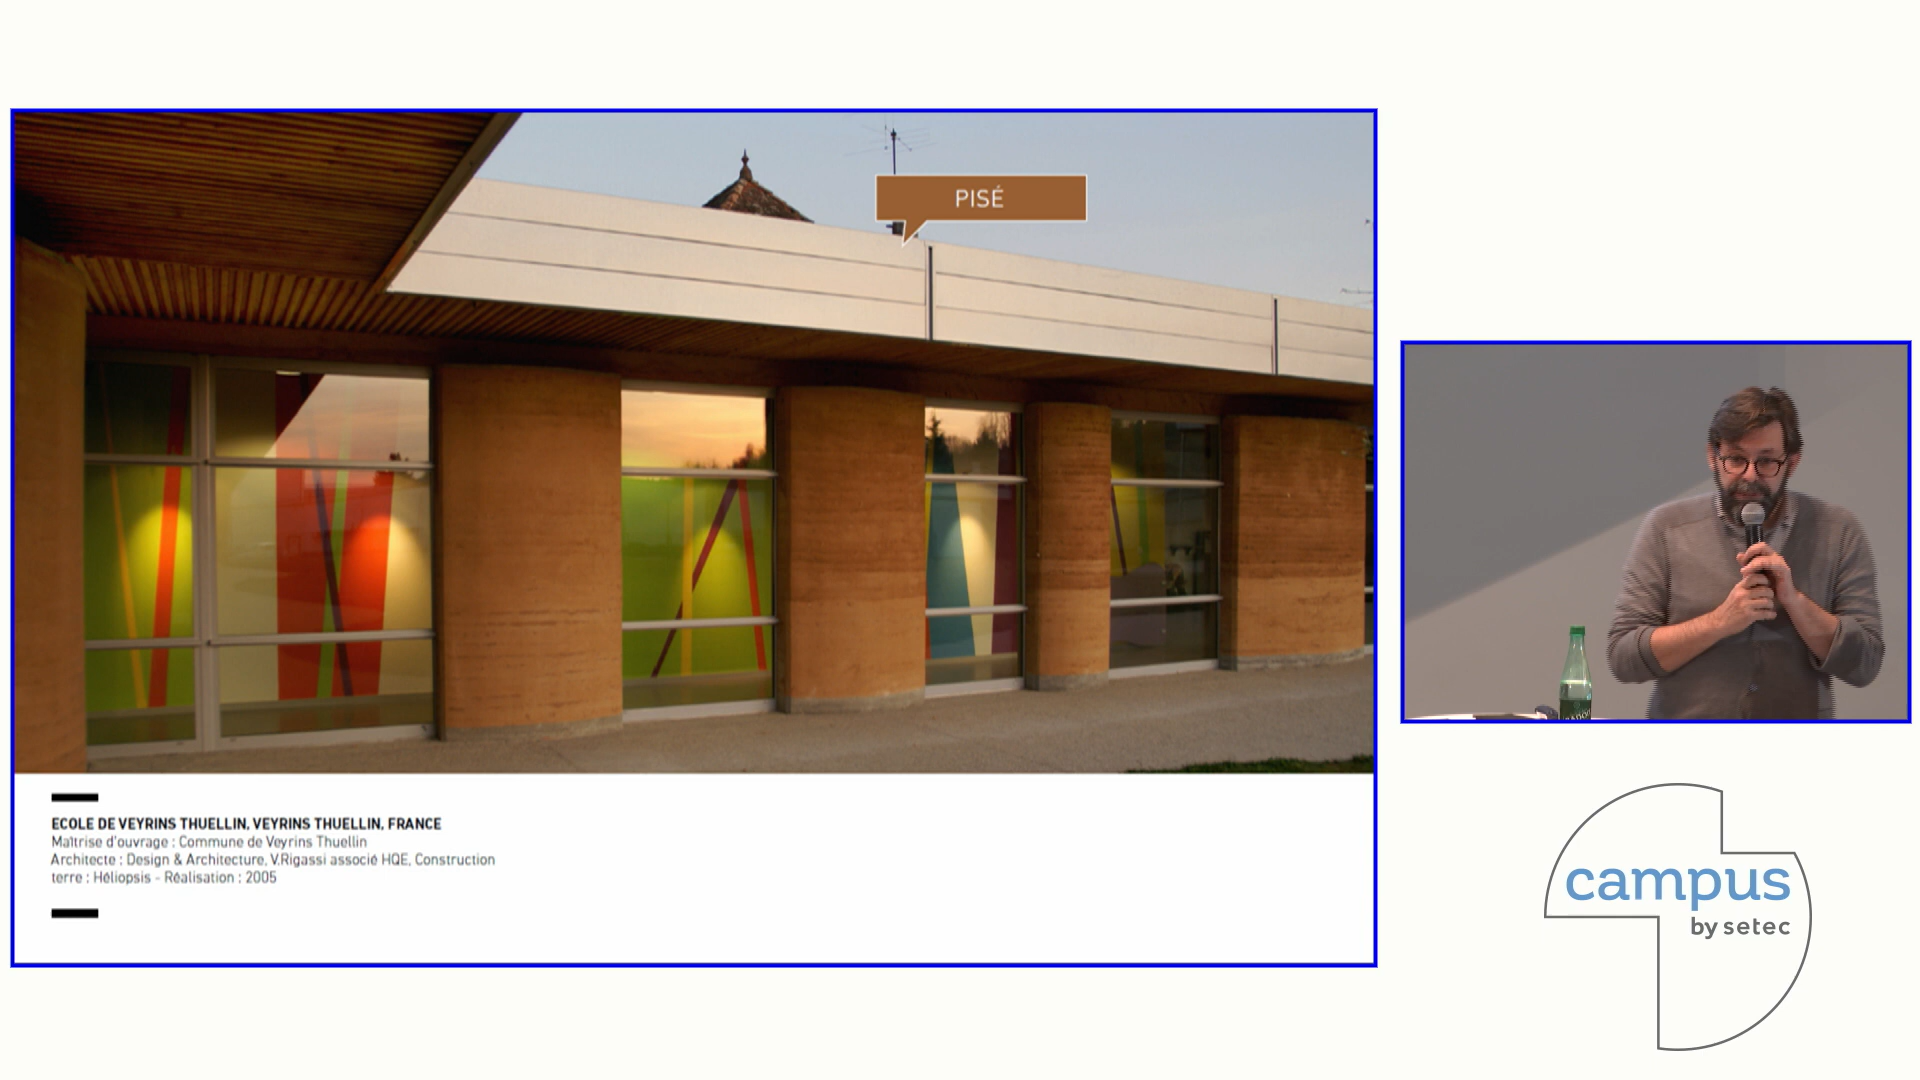 PISÉ
ECOLE DE VEYRINS THUELLIN, VEYRINS THUELLIN, FRANCE
Maîtrise d'ouvrage : Commune de Veyrins Thuellin
Architecte : Design & Architecture, V.Rigassi associé HQE, Construction
terre : Héliopsis - Réalisation : 2005
campus
by setec